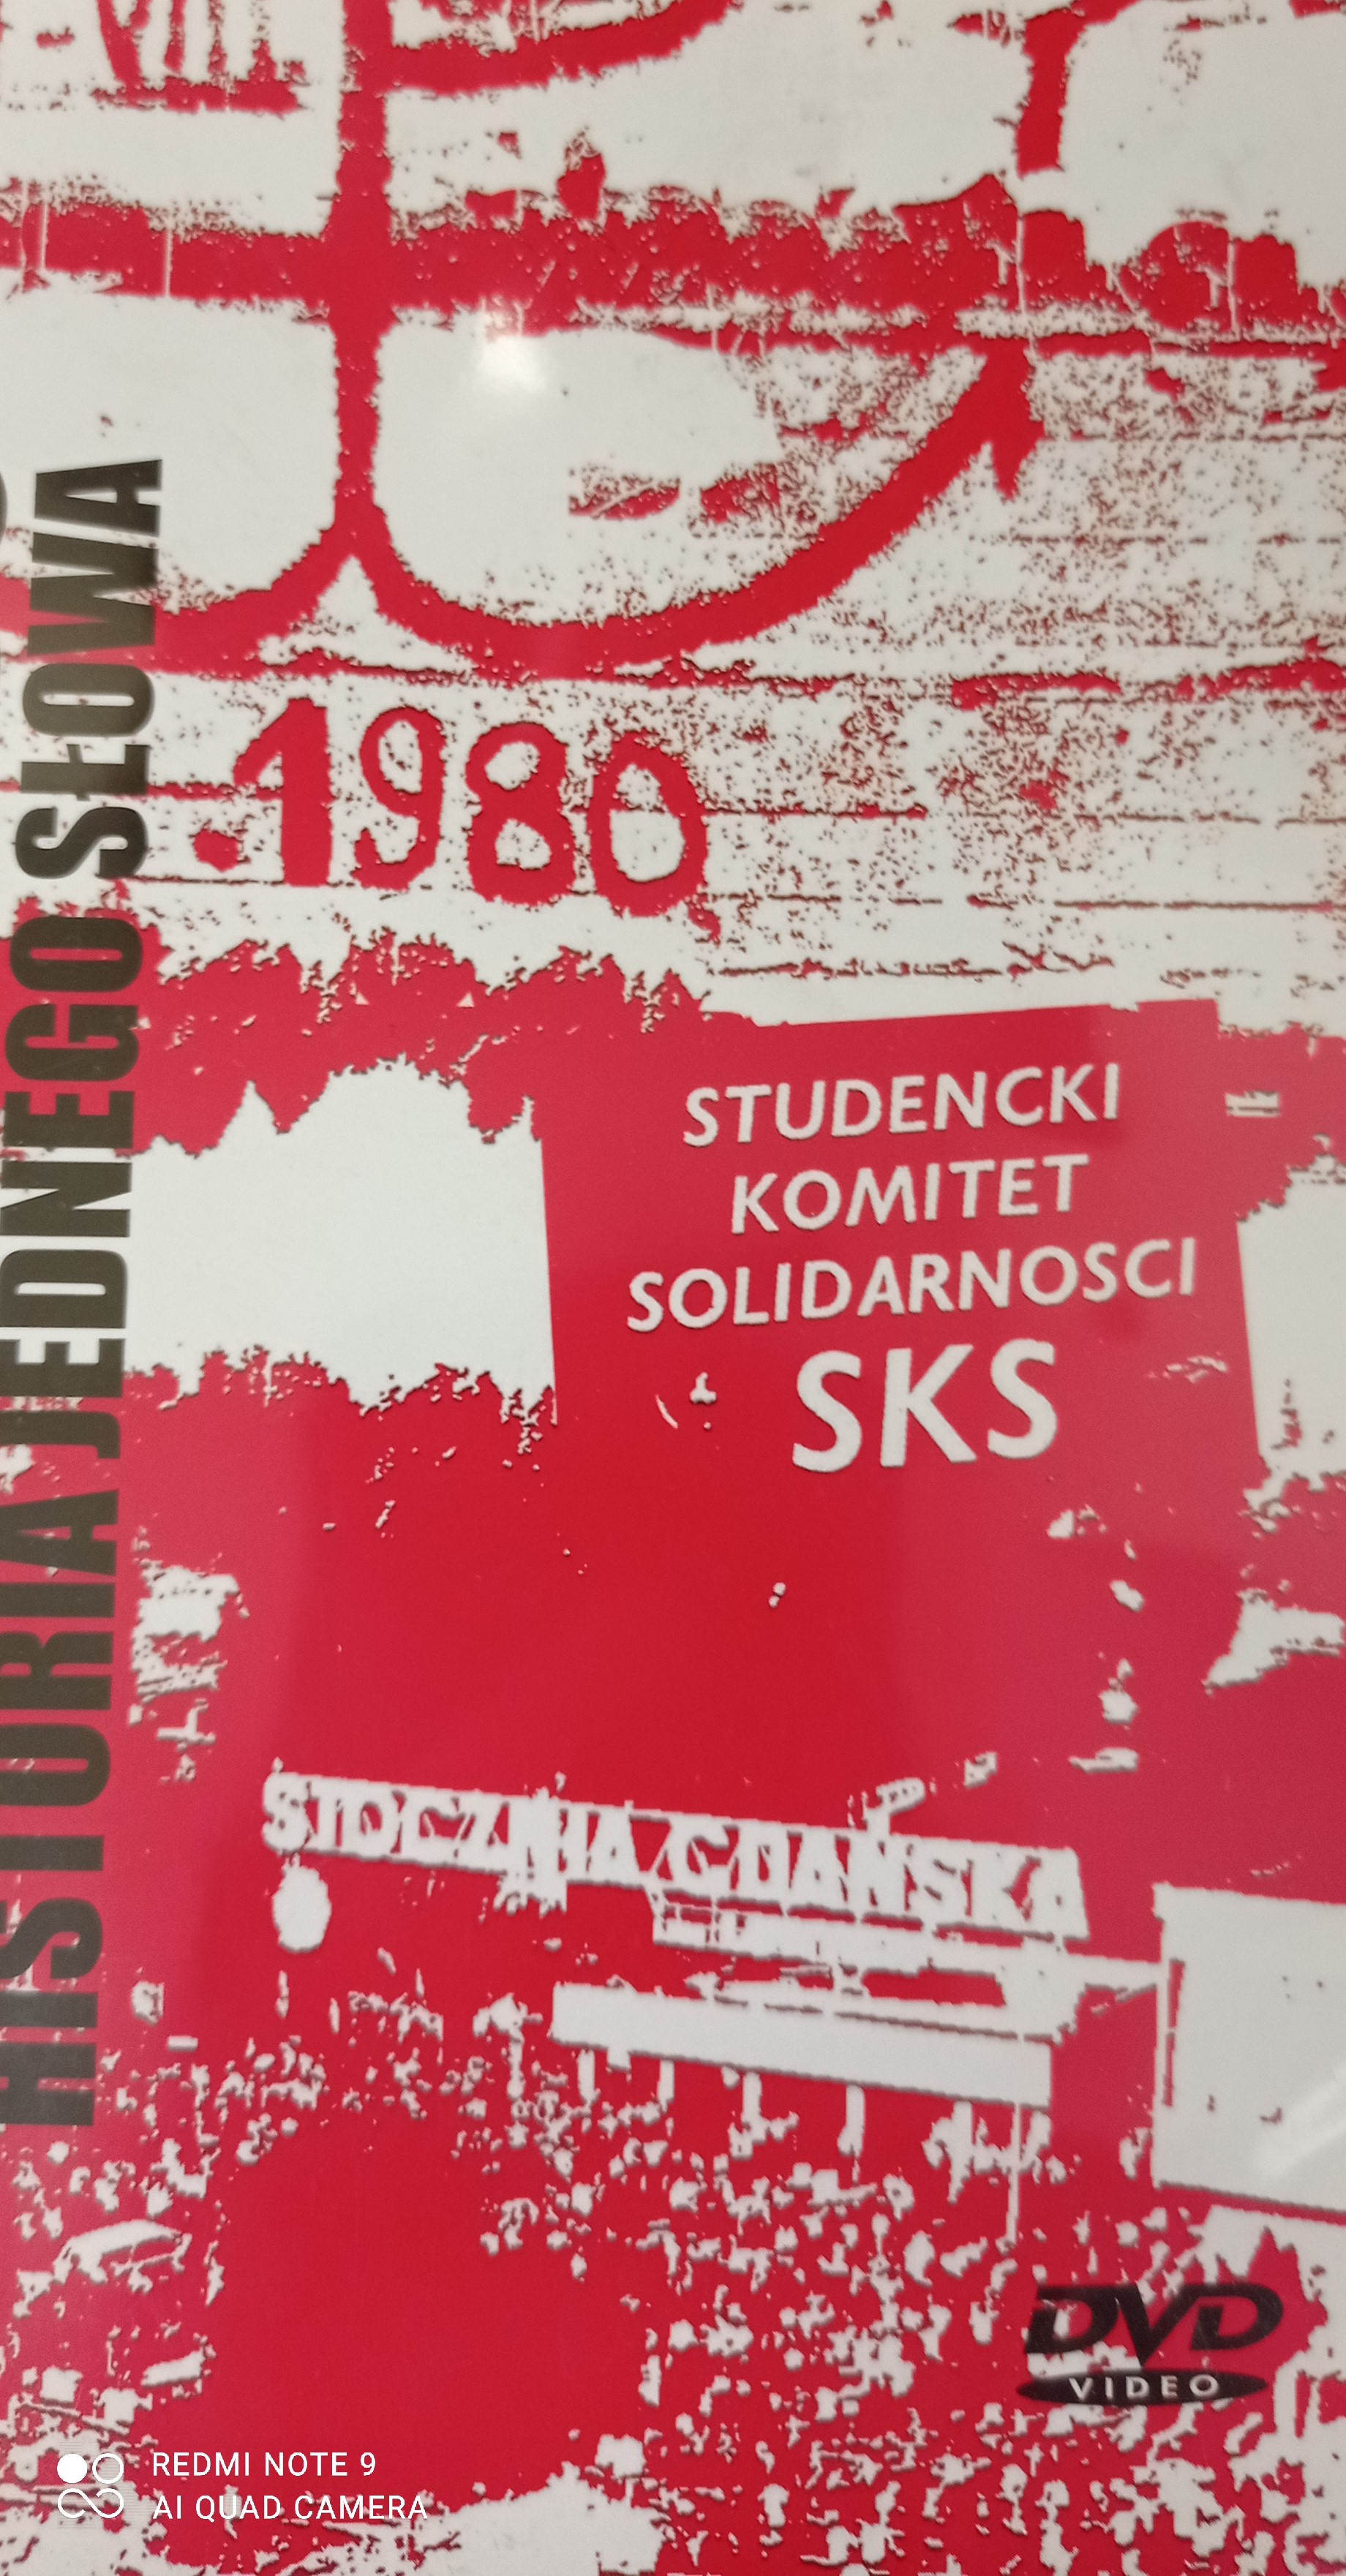 HISTORIA JEDNEGO SŁOWA
.1980
STUDENCKI
KOMITET
SOLIDARNOSCI
SKS
STOCZNIA GDAŃSKA
DVD
VIDEO
REDMI NOTE 9
AI QUAD CAMERA